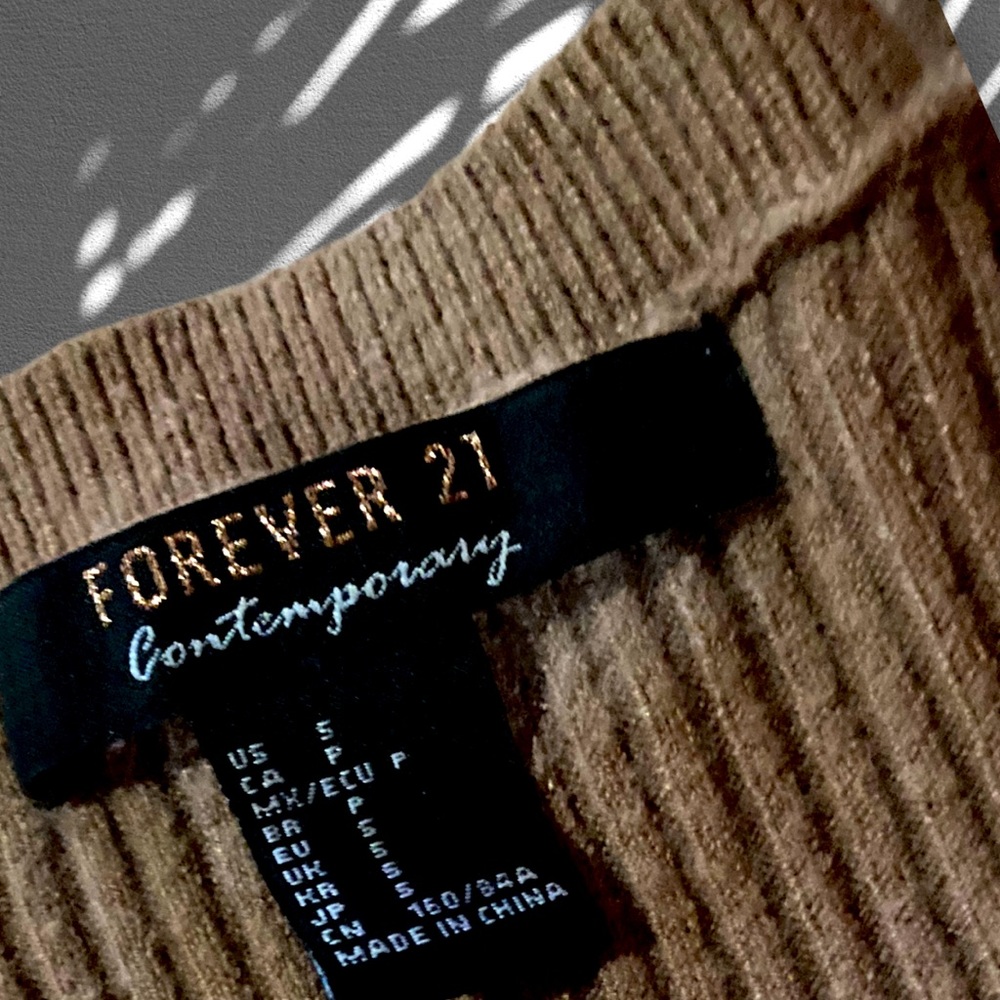 FOREVER 21
Contemporary
US S
CA P
MX/ECU P
BR P
EU S
UK S
KR S
JP S
CN 160/84A
MADE IN CHINA